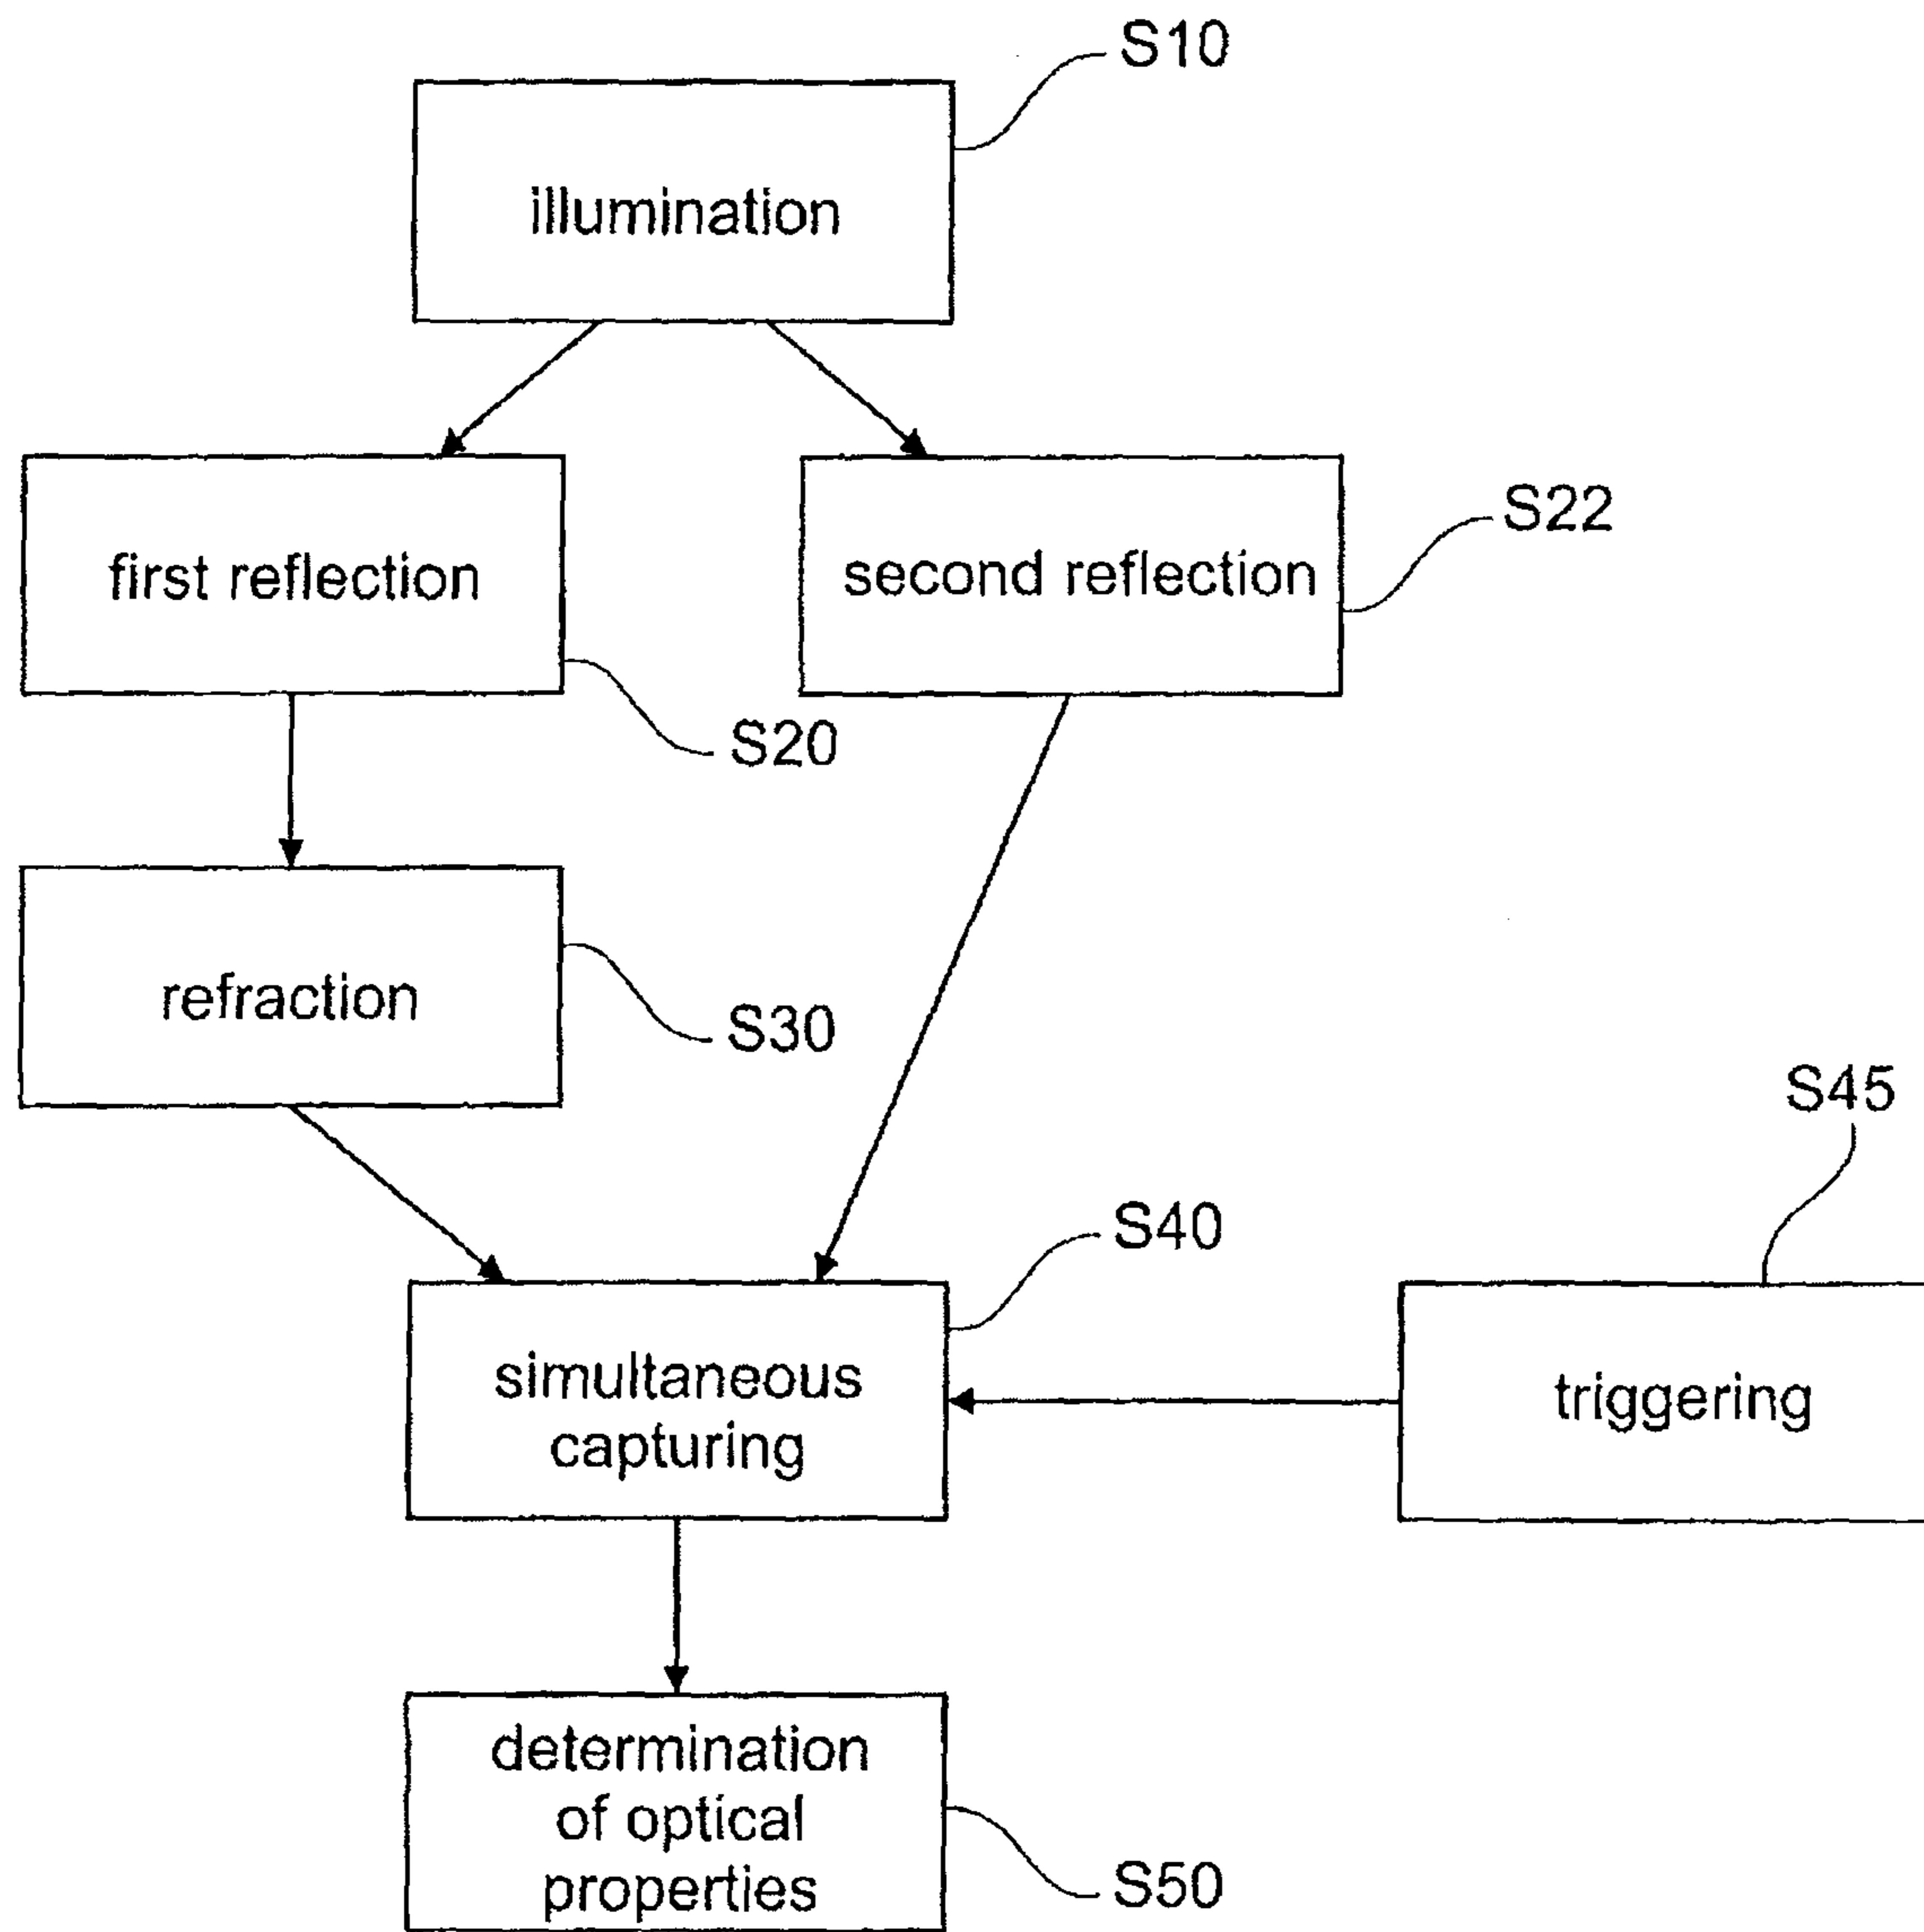 S10
illumination
first reflection
second reflection
S22
S20
refraction
S30
S45
S40
simultaneous
capturing
triggering
determination
of optical
properties
S50